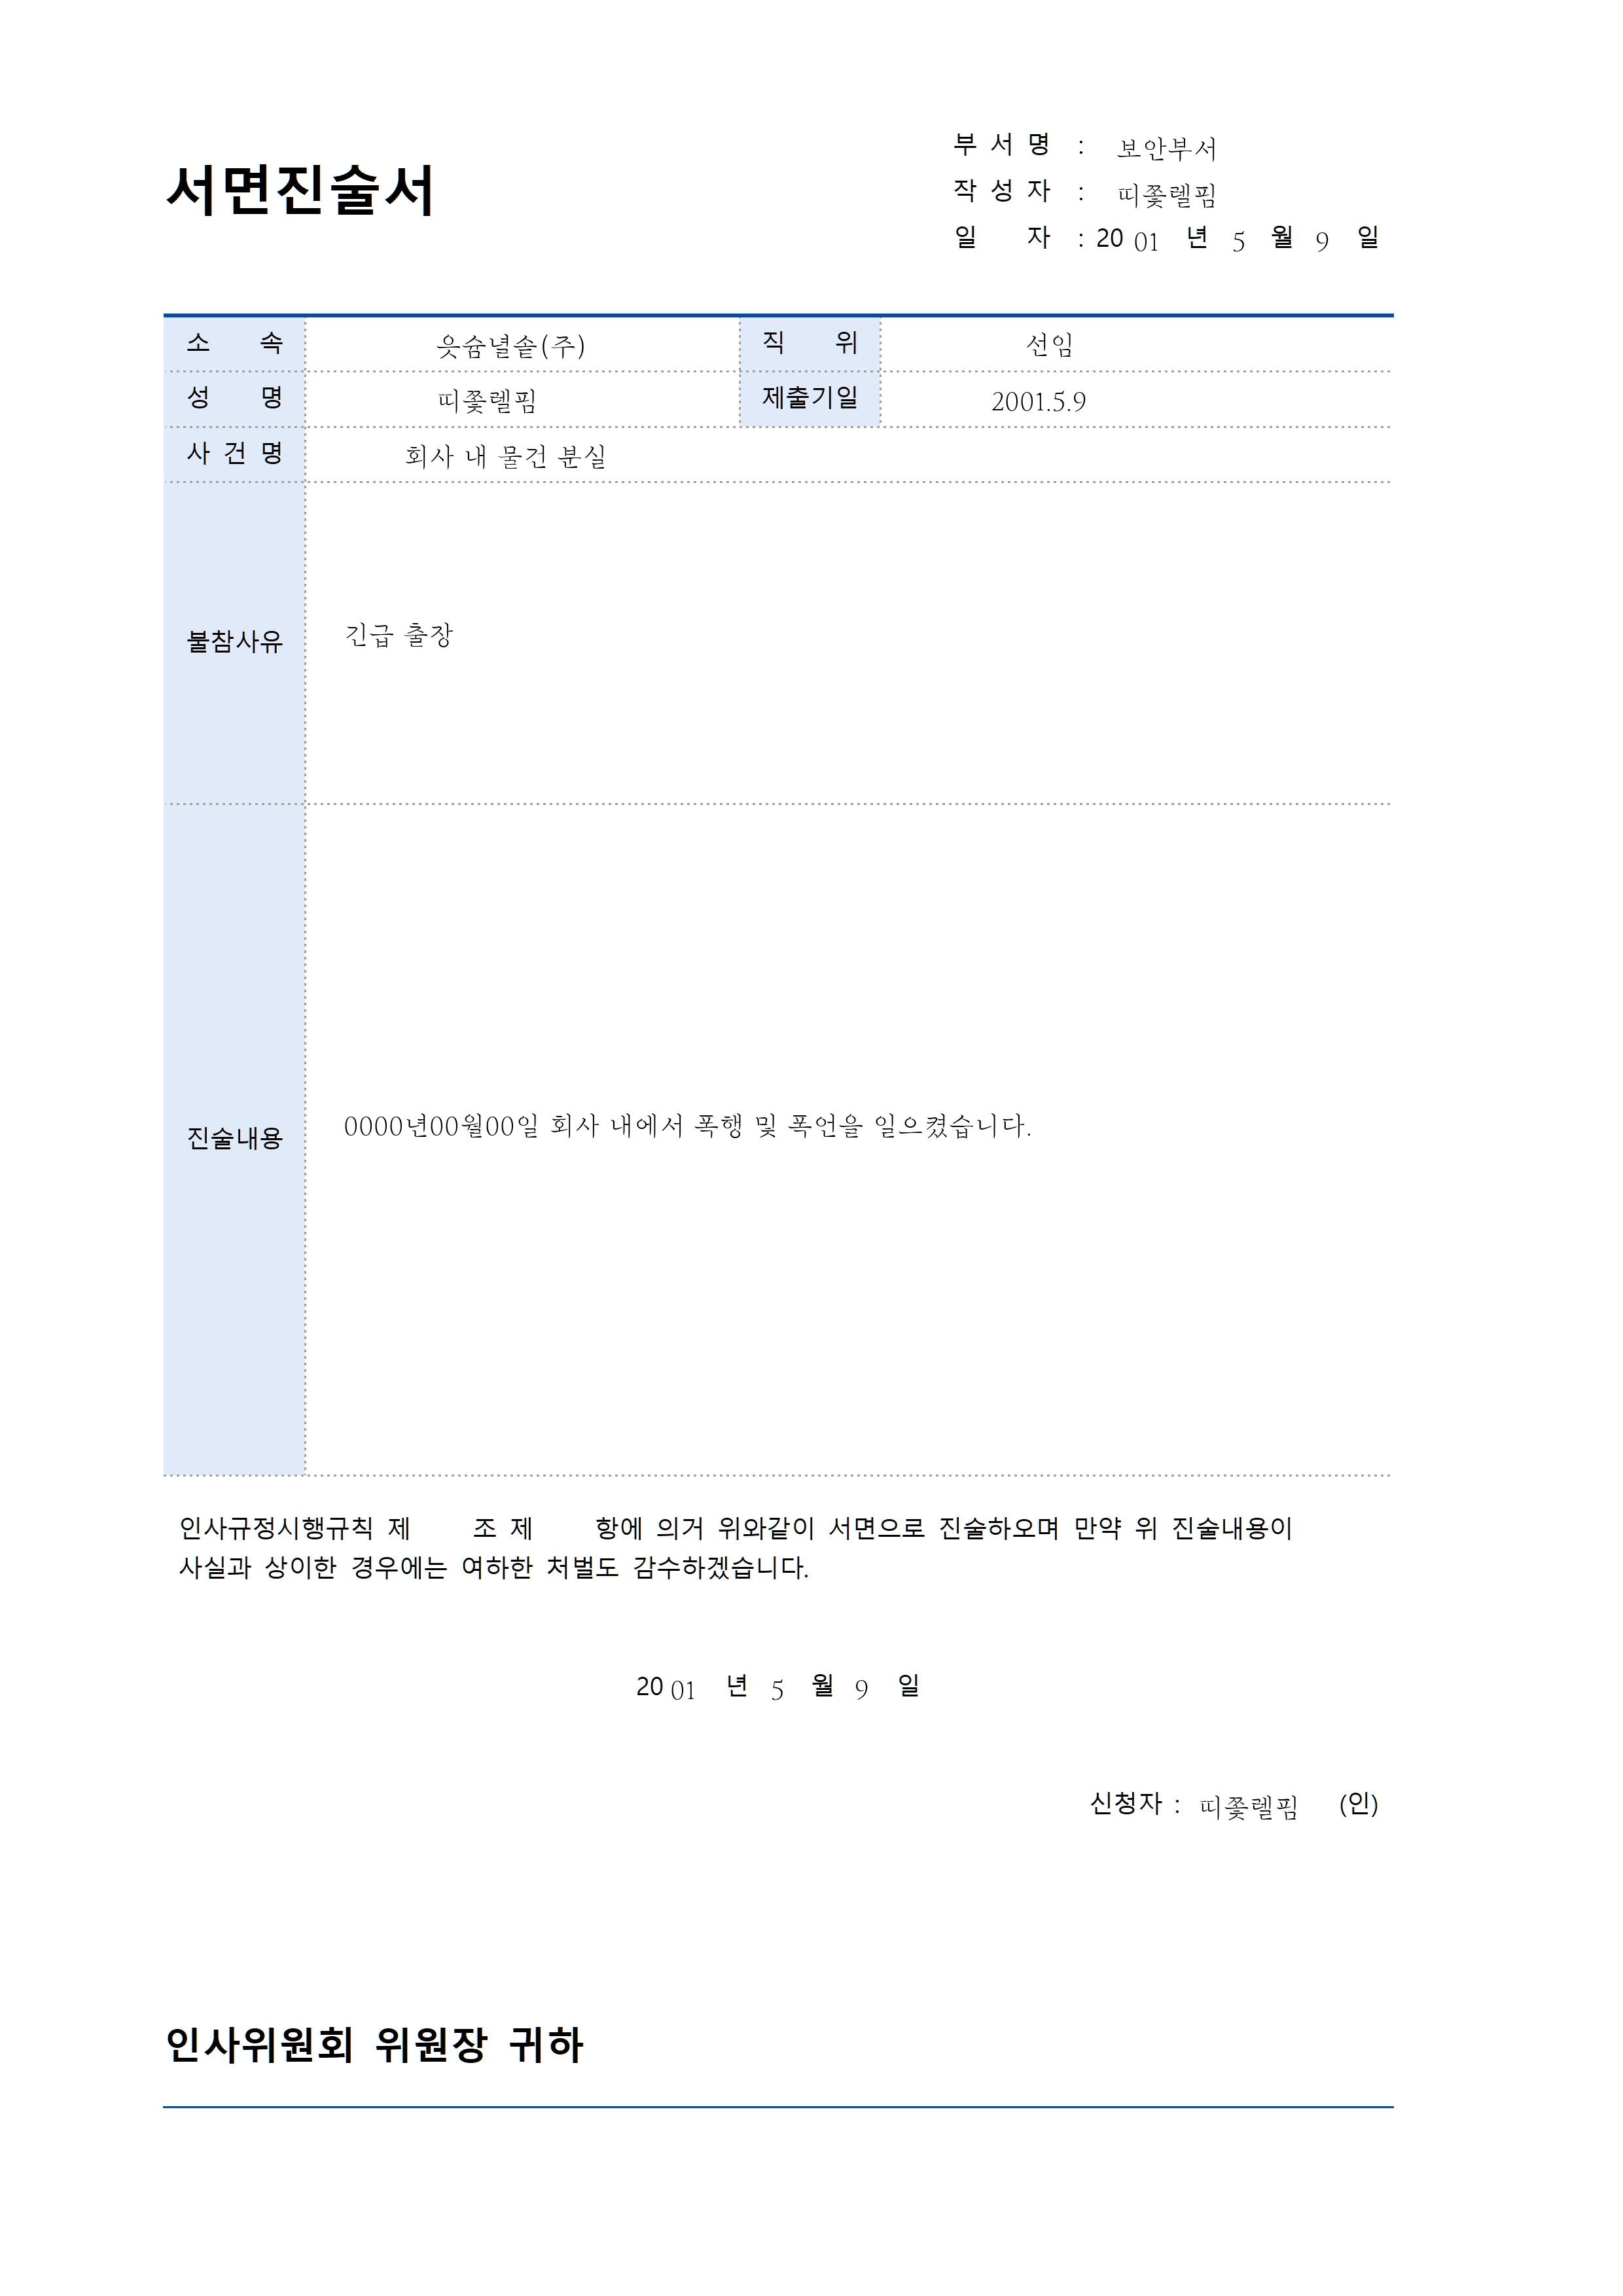 서면진술서
부 서 명 : 보안부서
작 성 자 : 띠쫓렐핌
일 자 : 20 01 년 5 월 9 일
소 속 읏숨녈솥(주) 직 위 선임
성 명 띠쫓렐핌 제출기일 2001.5.9
사 건 명 회사 내 물건 분실
불참사유 긴급 출장
진술내용 0000년00월00일 회사 내에서 폭행 및 폭언을 일으켰습니다.
인사규정시행규칙 제 조 제 항에 의거 위와같이 서면으로 진술하오며 만약 위 진술내용이
사실과 상이한 경우에는 여하한 처벌도 감수하겠습니다.
20 01 년 5 월 9 일
신청자 : 띠쫓렐핌 (인)
인사위원회 위원장 귀하